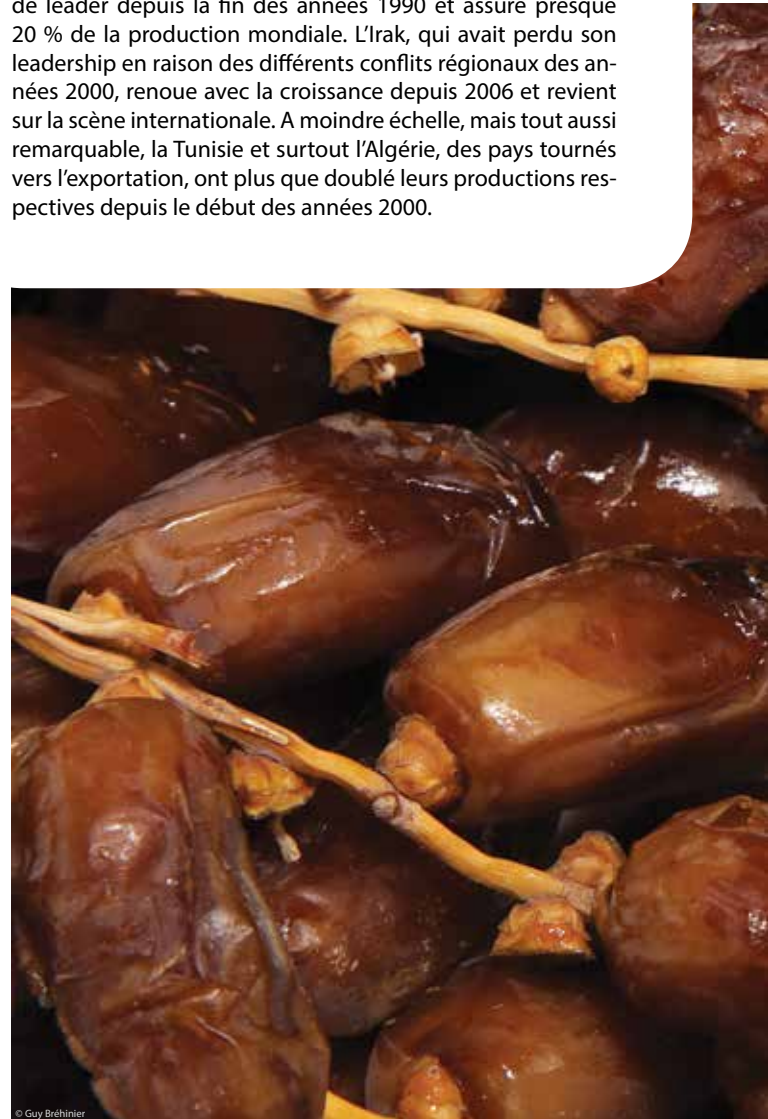 de leader depuis la fin des années 1990 et assure presque
20 % de la production mondiale. L’Irak, qui avait perdu son
leadership en raison des différents conflits régionaux des an-
nées 2000, renoue avec la croissance depuis 2006 et revient
sur la scène internationale. A moindre échelle, mais tout aussi
remarquable, la Tunisie et surtout l’Algérie, des pays tournés
vers l’exportation, ont plus que doublé leurs productions res-
pectives depuis le début des années 2000.
© Guy Bréhinier